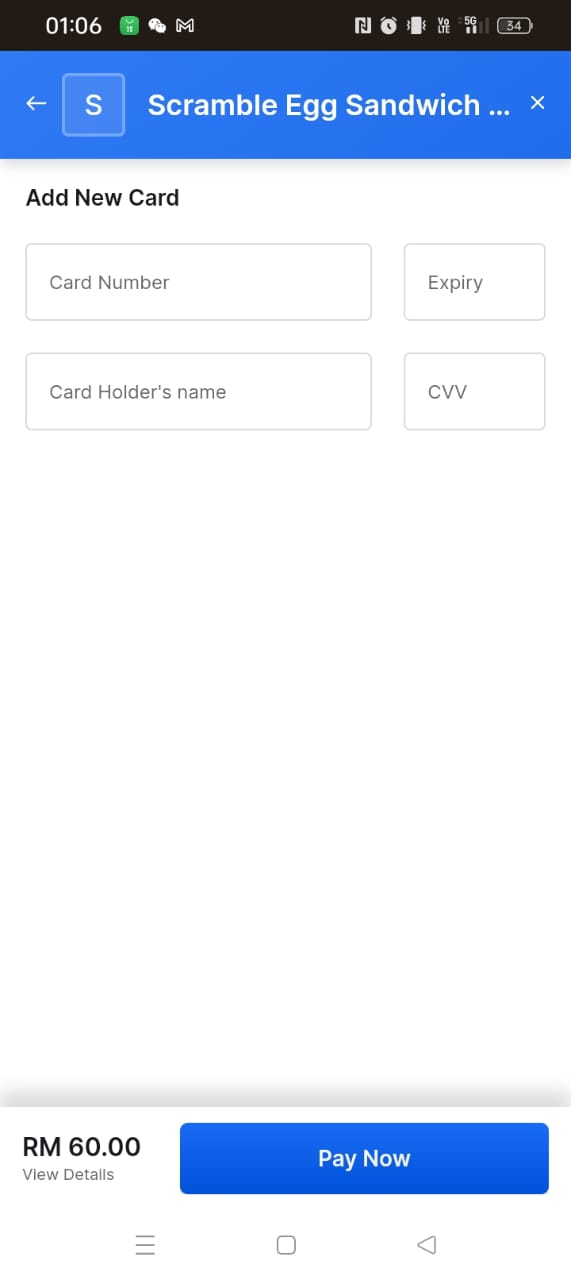 01:06
Vo LTE 5G 34
S Scramble Egg Sandwich ...
Add New Card
Card Number Expiry
Card Holder's name CVV
RM 60.00
View Details
Pay Now